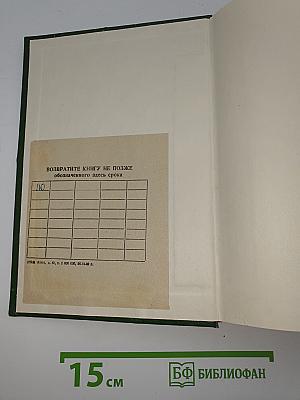 ВОЗВРАТИТЕ КНИГУ НЕ ПОЗЖЕ
обозначенного здесь срока
15 см
БФ БИБЛИОФАН